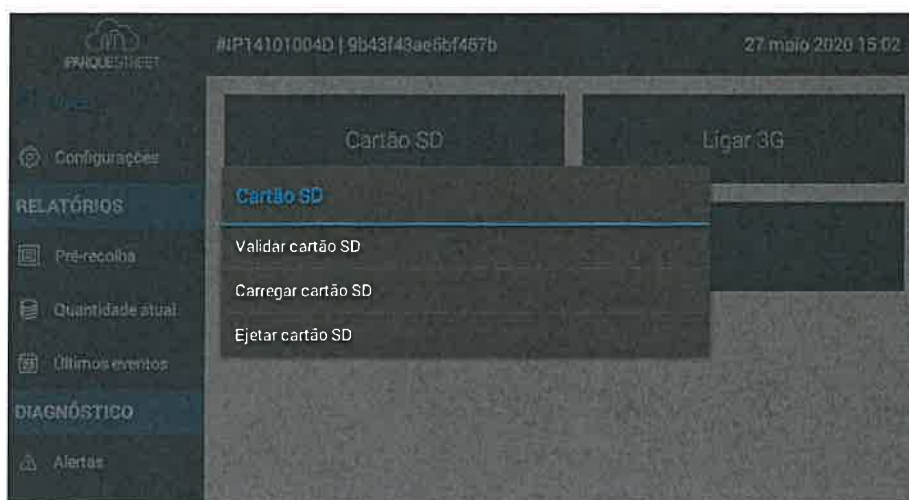 IPARQUESTREET
#IP14101004D | 9b43f43ae6bf467b
27 maio 2020 15:02
Configurações
RELATÓRIOS
Pré-recolha
Quantidade atual
Últimos eventos
DIAGNÓSTICO
Alertas
Cartão SD
Ligar 3G
Cartão SD
Validar cartão SD
Carregar cartão SD
Ejetar cartão SD